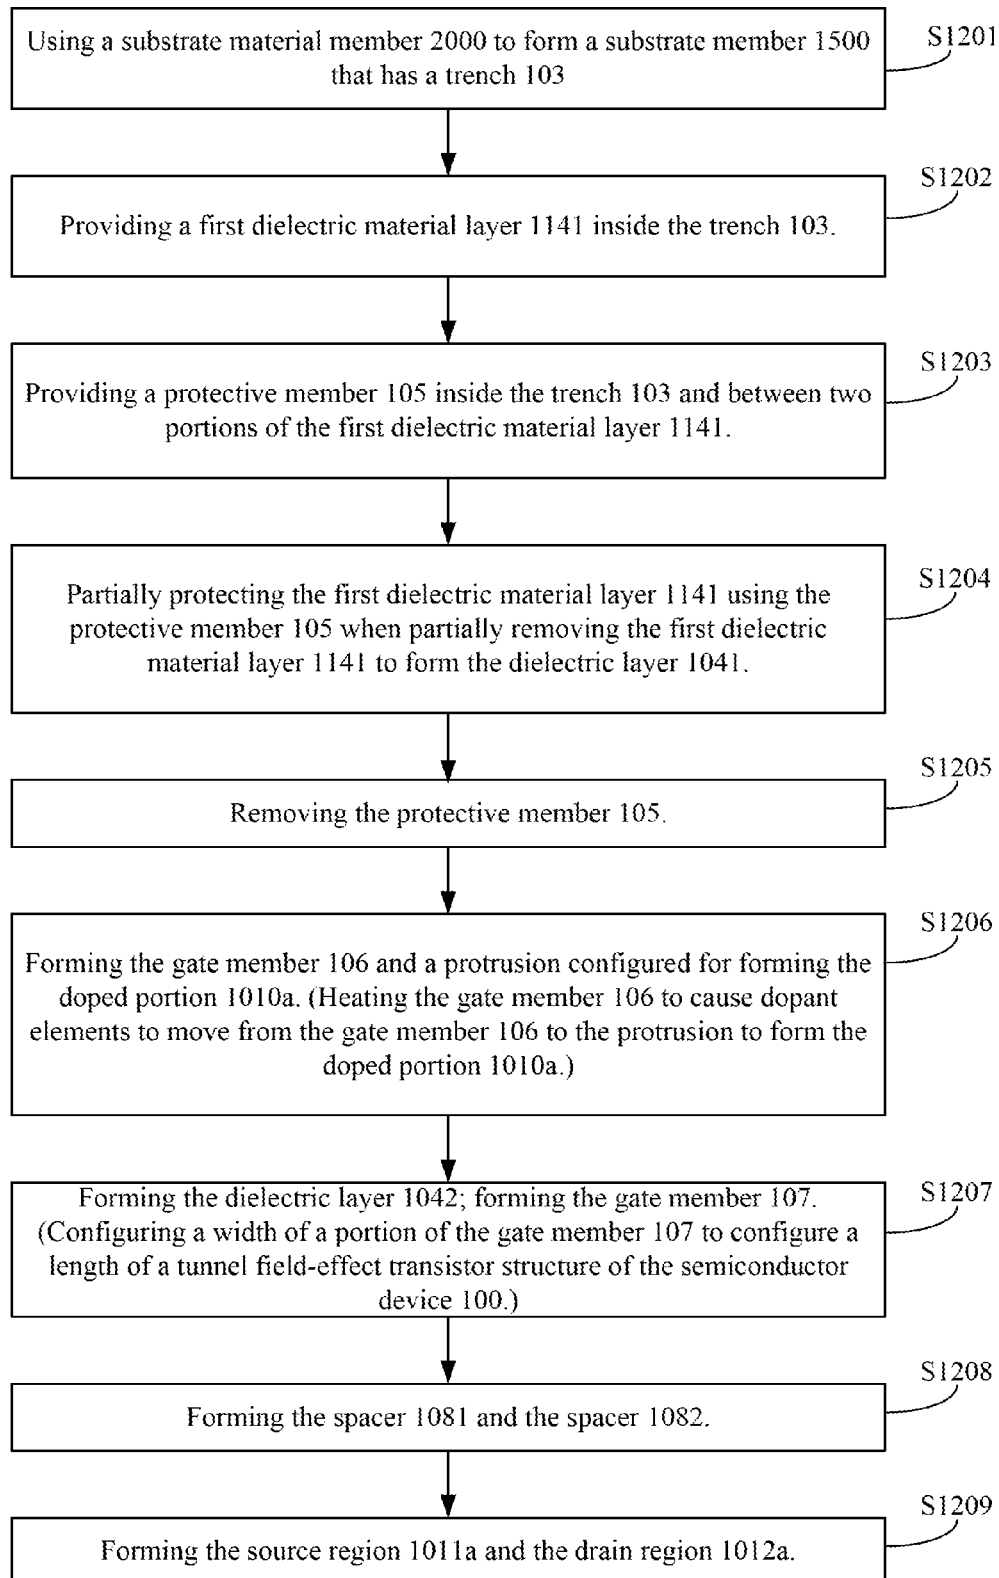 Using a substrate material member 2000 to form a substrate member 1500
that has a trench 103
S1201
Providing a first dielectric material layer 1141 inside the trench 103.
S1202
Providing a protective member 105 inside the trench 103 and between two
portions of the first dielectric material layer 1141.
S1203
Partially protecting the first dielectric material layer 1141 using the
protective member 105 when partially removing the first dielectric
material layer 1141 to form the dielectric layer 1041.
S1204
Removing the protective member 105.
S1205
Forming the gate member 106 and a protrusion configured for forming the
doped portion 1010a. (Heating the gate member 106 to cause dopant
elements to move from the gate member 106 to the protrusion to form the
doped portion 1010a.)
S1206
Forming the dielectric layer 1042; forming the gate member 107.
(Configuring a width of a portion of the gate member 107 to configure a
length of a tunnel field-effect transistor structure of the semiconductor
device 100.)
S1207
Forming the spacer 1081 and the spacer 1082.
S1208
Forming the source region 1011a and the drain region 1012a.
S1209